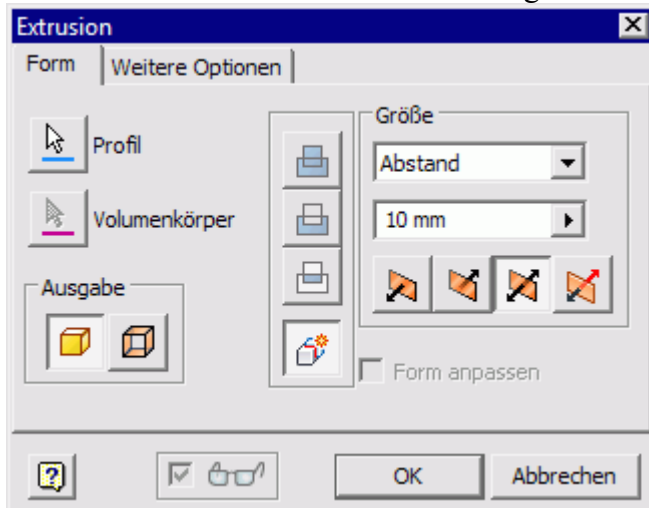 Extrusion
Form
Weitere Optionen
Profil
Volumenkörper
Ausgabe
Größe
Abstand
10 mm
Form anpassen
OK
Abbrechen